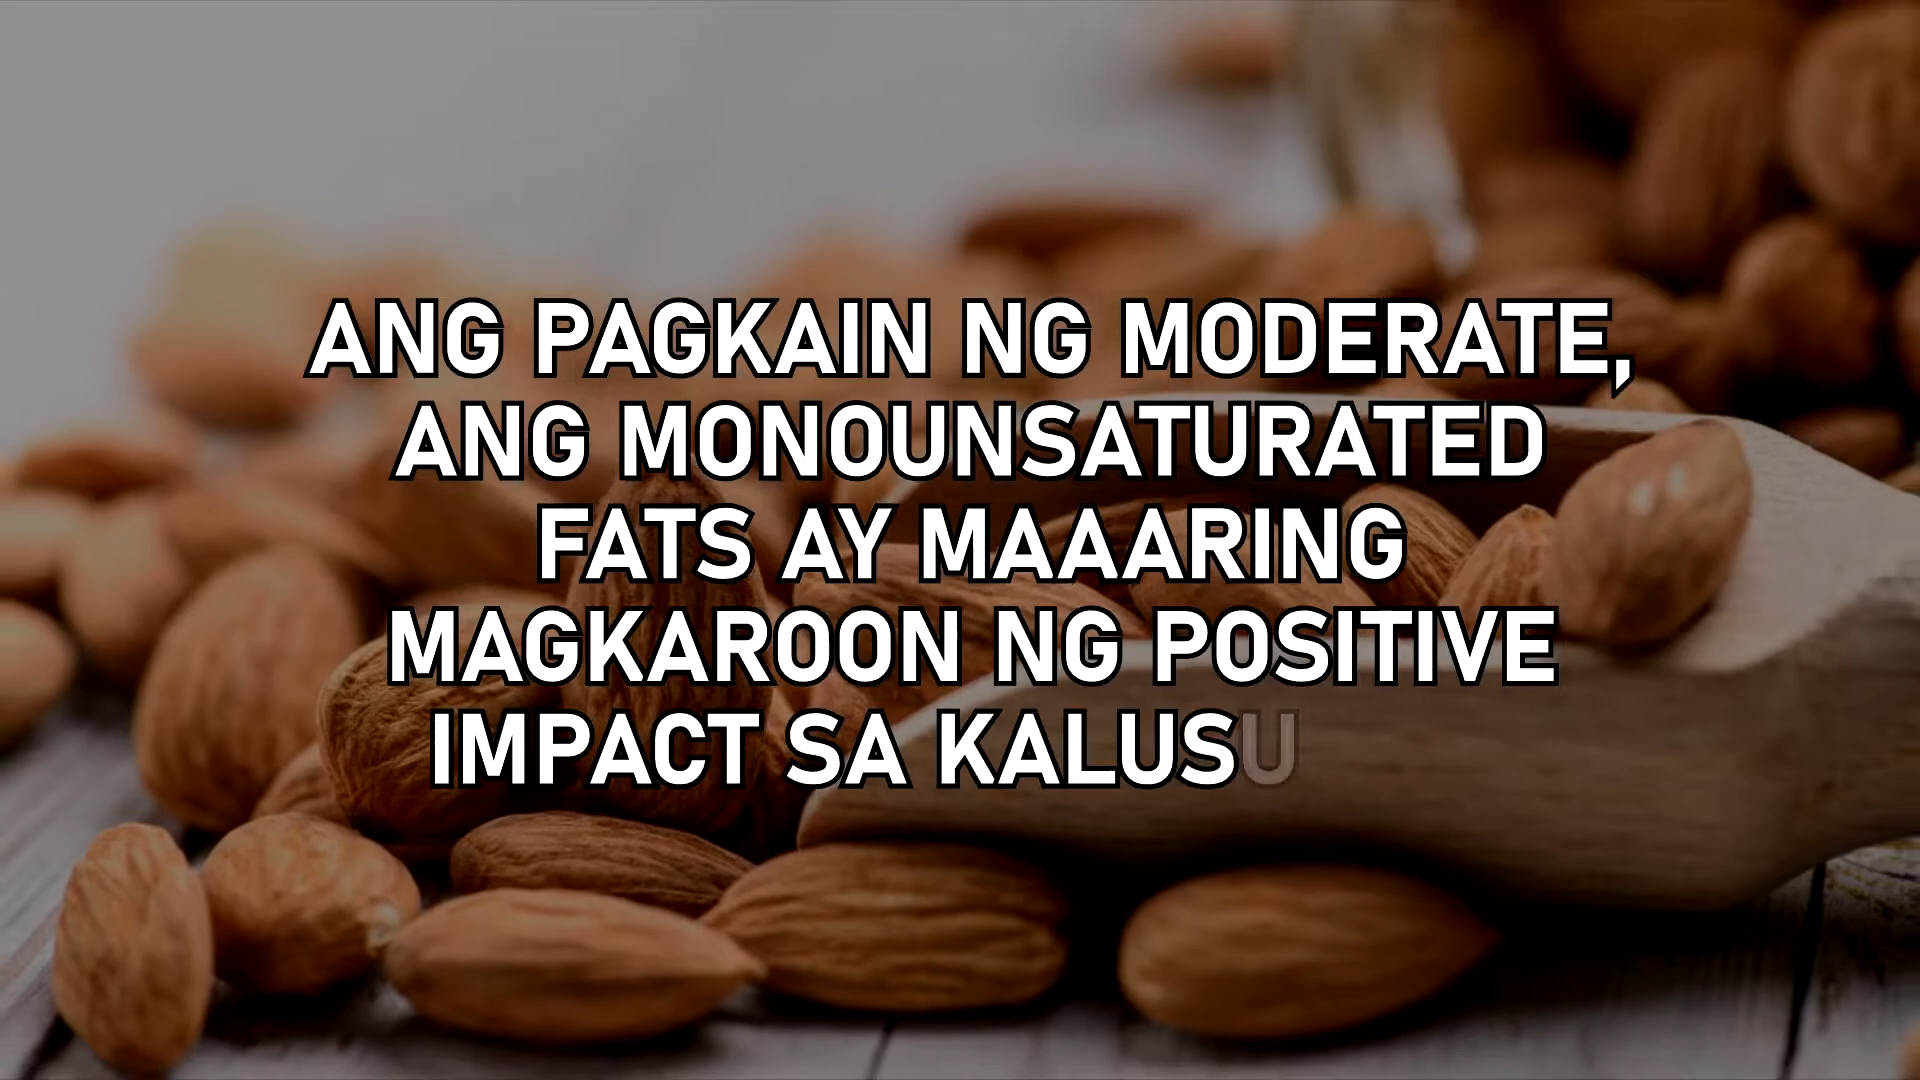 ANG PAGKAIN NG MODERATE,
ANG MONOUNSATURATED
FATS AY MAAARING
MAGKAROON NG POSITIVE
IMPACT SA KALUSU